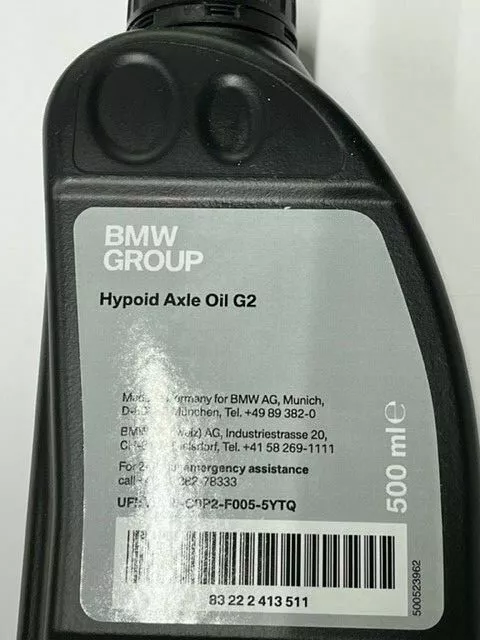 BMW
GROUP
Hypoid Axle Oil G2
Germany for BMW AG, Munich,
München, Tel. +49 89 382-0
AG, Industriestrasse 20,
Tel. +41 58 269-1111
For emergency assistance
call
83 22 2 413 511
500 ml ℮
500523962